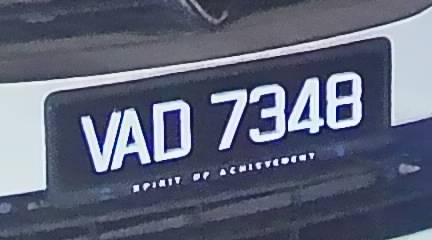 VAD 7348
SPIRIT OF ACHIEVEMENT